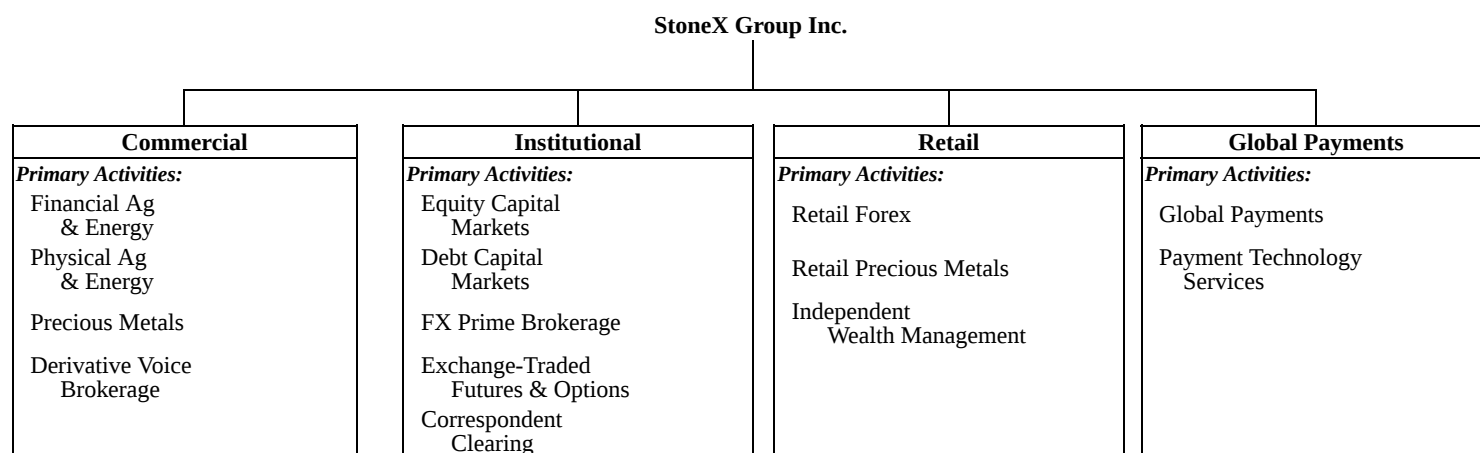 StoneX Group Inc.
Commercial
Primary Activities:
Financial Ag
& Energy
Physical Ag
& Energy
Precious Metals
Derivative Voice
Brokerage
Institutional
Primary Activities:
Equity Capital
Markets
Debt Capital
Markets
FX Prime Brokerage
Exchange-Traded
Futures & Options
Correspondent
Clearing
Retail
Primary Activities:
Retail Forex
Retail Precious Metals
Independent
Wealth Management
Global Payments
Primary Activities:
Global Payments
Payment Technology
Services